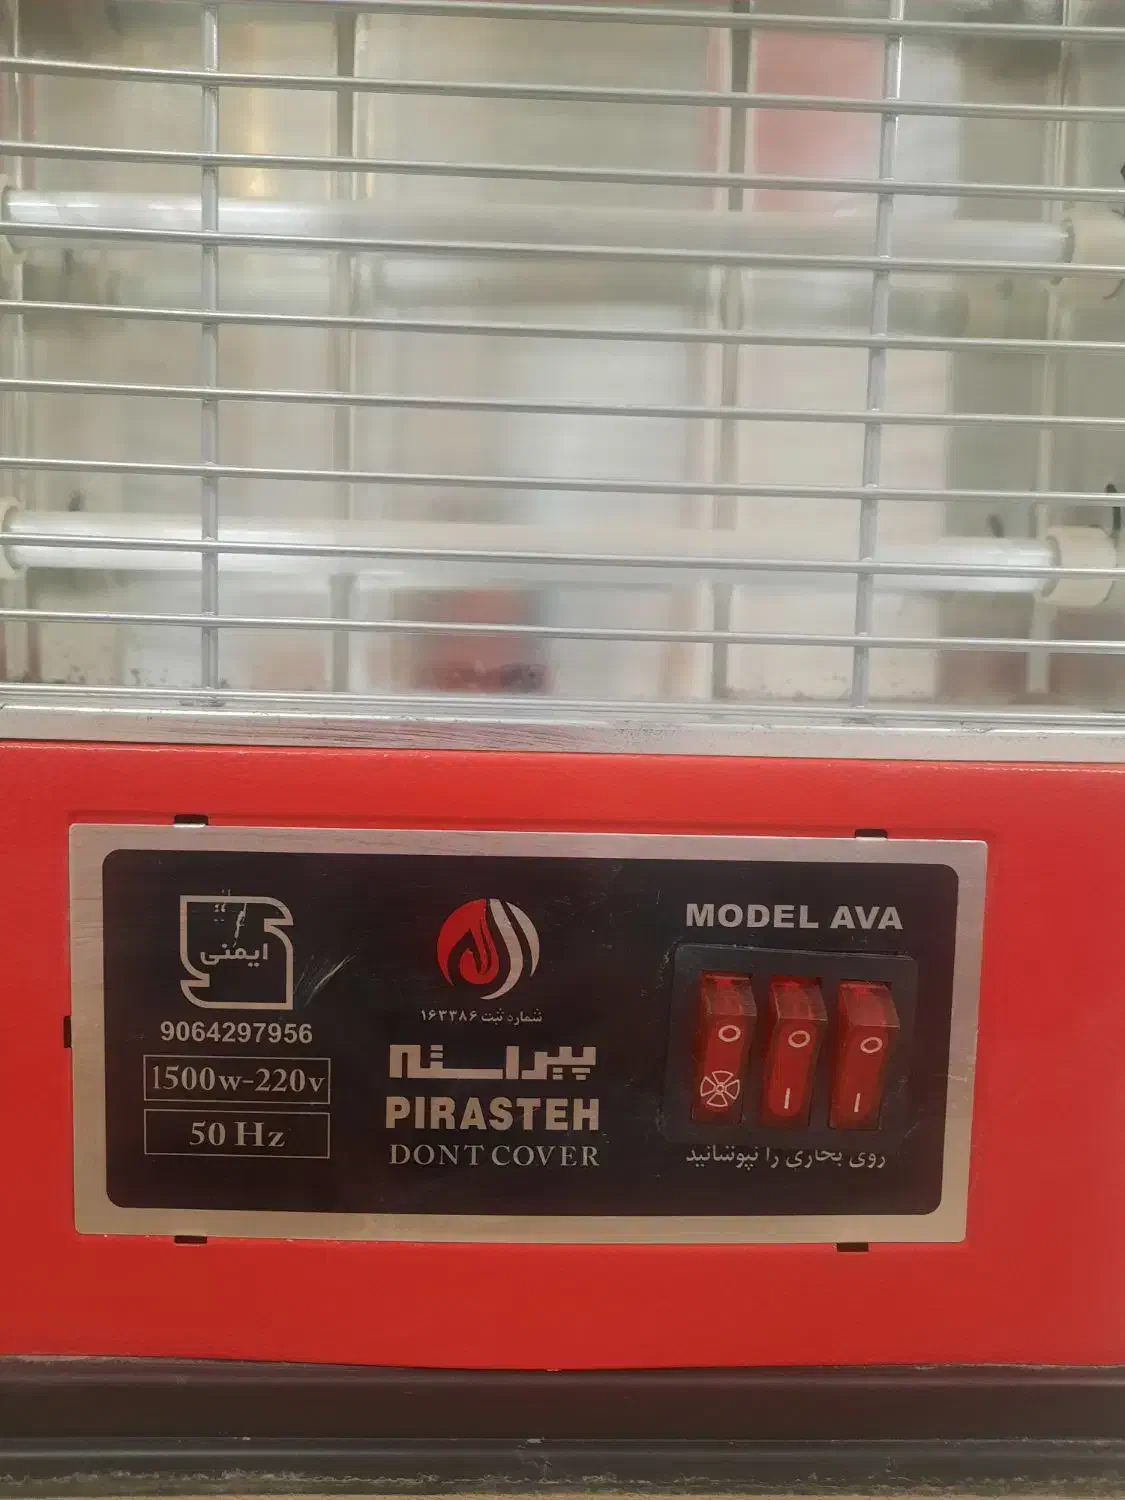 ایمنی
9064297956
1500w-220v
50 Hz
شماره ثبت ۱۶۳۳۸۶
پیراسته
PIRASTEH
DONT COVER
MODEL AVA
روی بخاری را نپوشانید